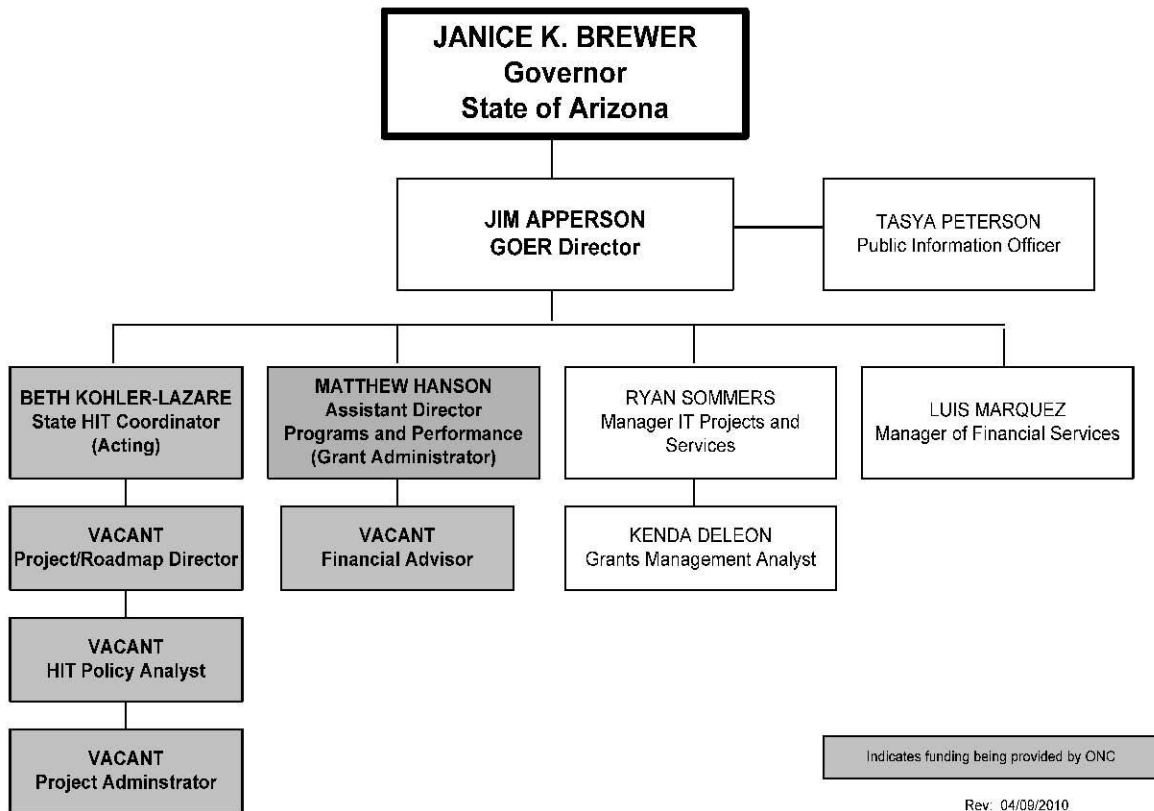 JANICE K. BREWER
Governor
State of Arizona
JIM APPERSON
GOER Director
TASYA PETERSON
Public Information Officer
BETH KOHLER-LAZARE
State HIT Coordinator
(Acting)
MATTHEW HANSON
Assistant Director
Programs and Performance
(Grant Administrator)
RYAN SOMMERS
Manager IT Projects and
Services
LUIS MARQUEZ
Manager of Financial Services
VACANT
Project/Roadmap Director
VACANT
Financial Advisor
KENDA DELEON
Grants Management Analyst
VACANT
HIT Policy Analyst
VACANT
Project Adminstrator
Indicates funding being provided by ONC
Rev: 04/09/2010